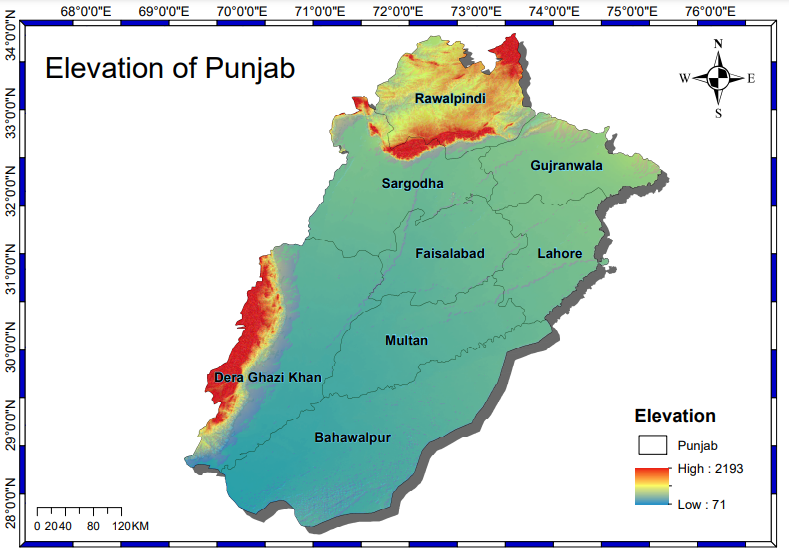 68°0'0"E 69°0'0"E 70°0'0"E 71°0'0"E 72°0'0"E 73°0'0"E 74°0'0"E 75°0'0"E 76°0'0"E
34°0'0"N
33°0'0"N
32°0'0"N
31°0'0"N
30°0'0"N
29°0'0"N
28°0'0"N
Elevation of Punjab
N
W E
S
Rawalpindi
Gujranwala
Sargodha
Faisalabad
Lahore
Multan
Dera Ghazi Khan
Bahawalpur
Elevation
Punjab
High : 2193
Low : 71
0 20 40 80 120 KM